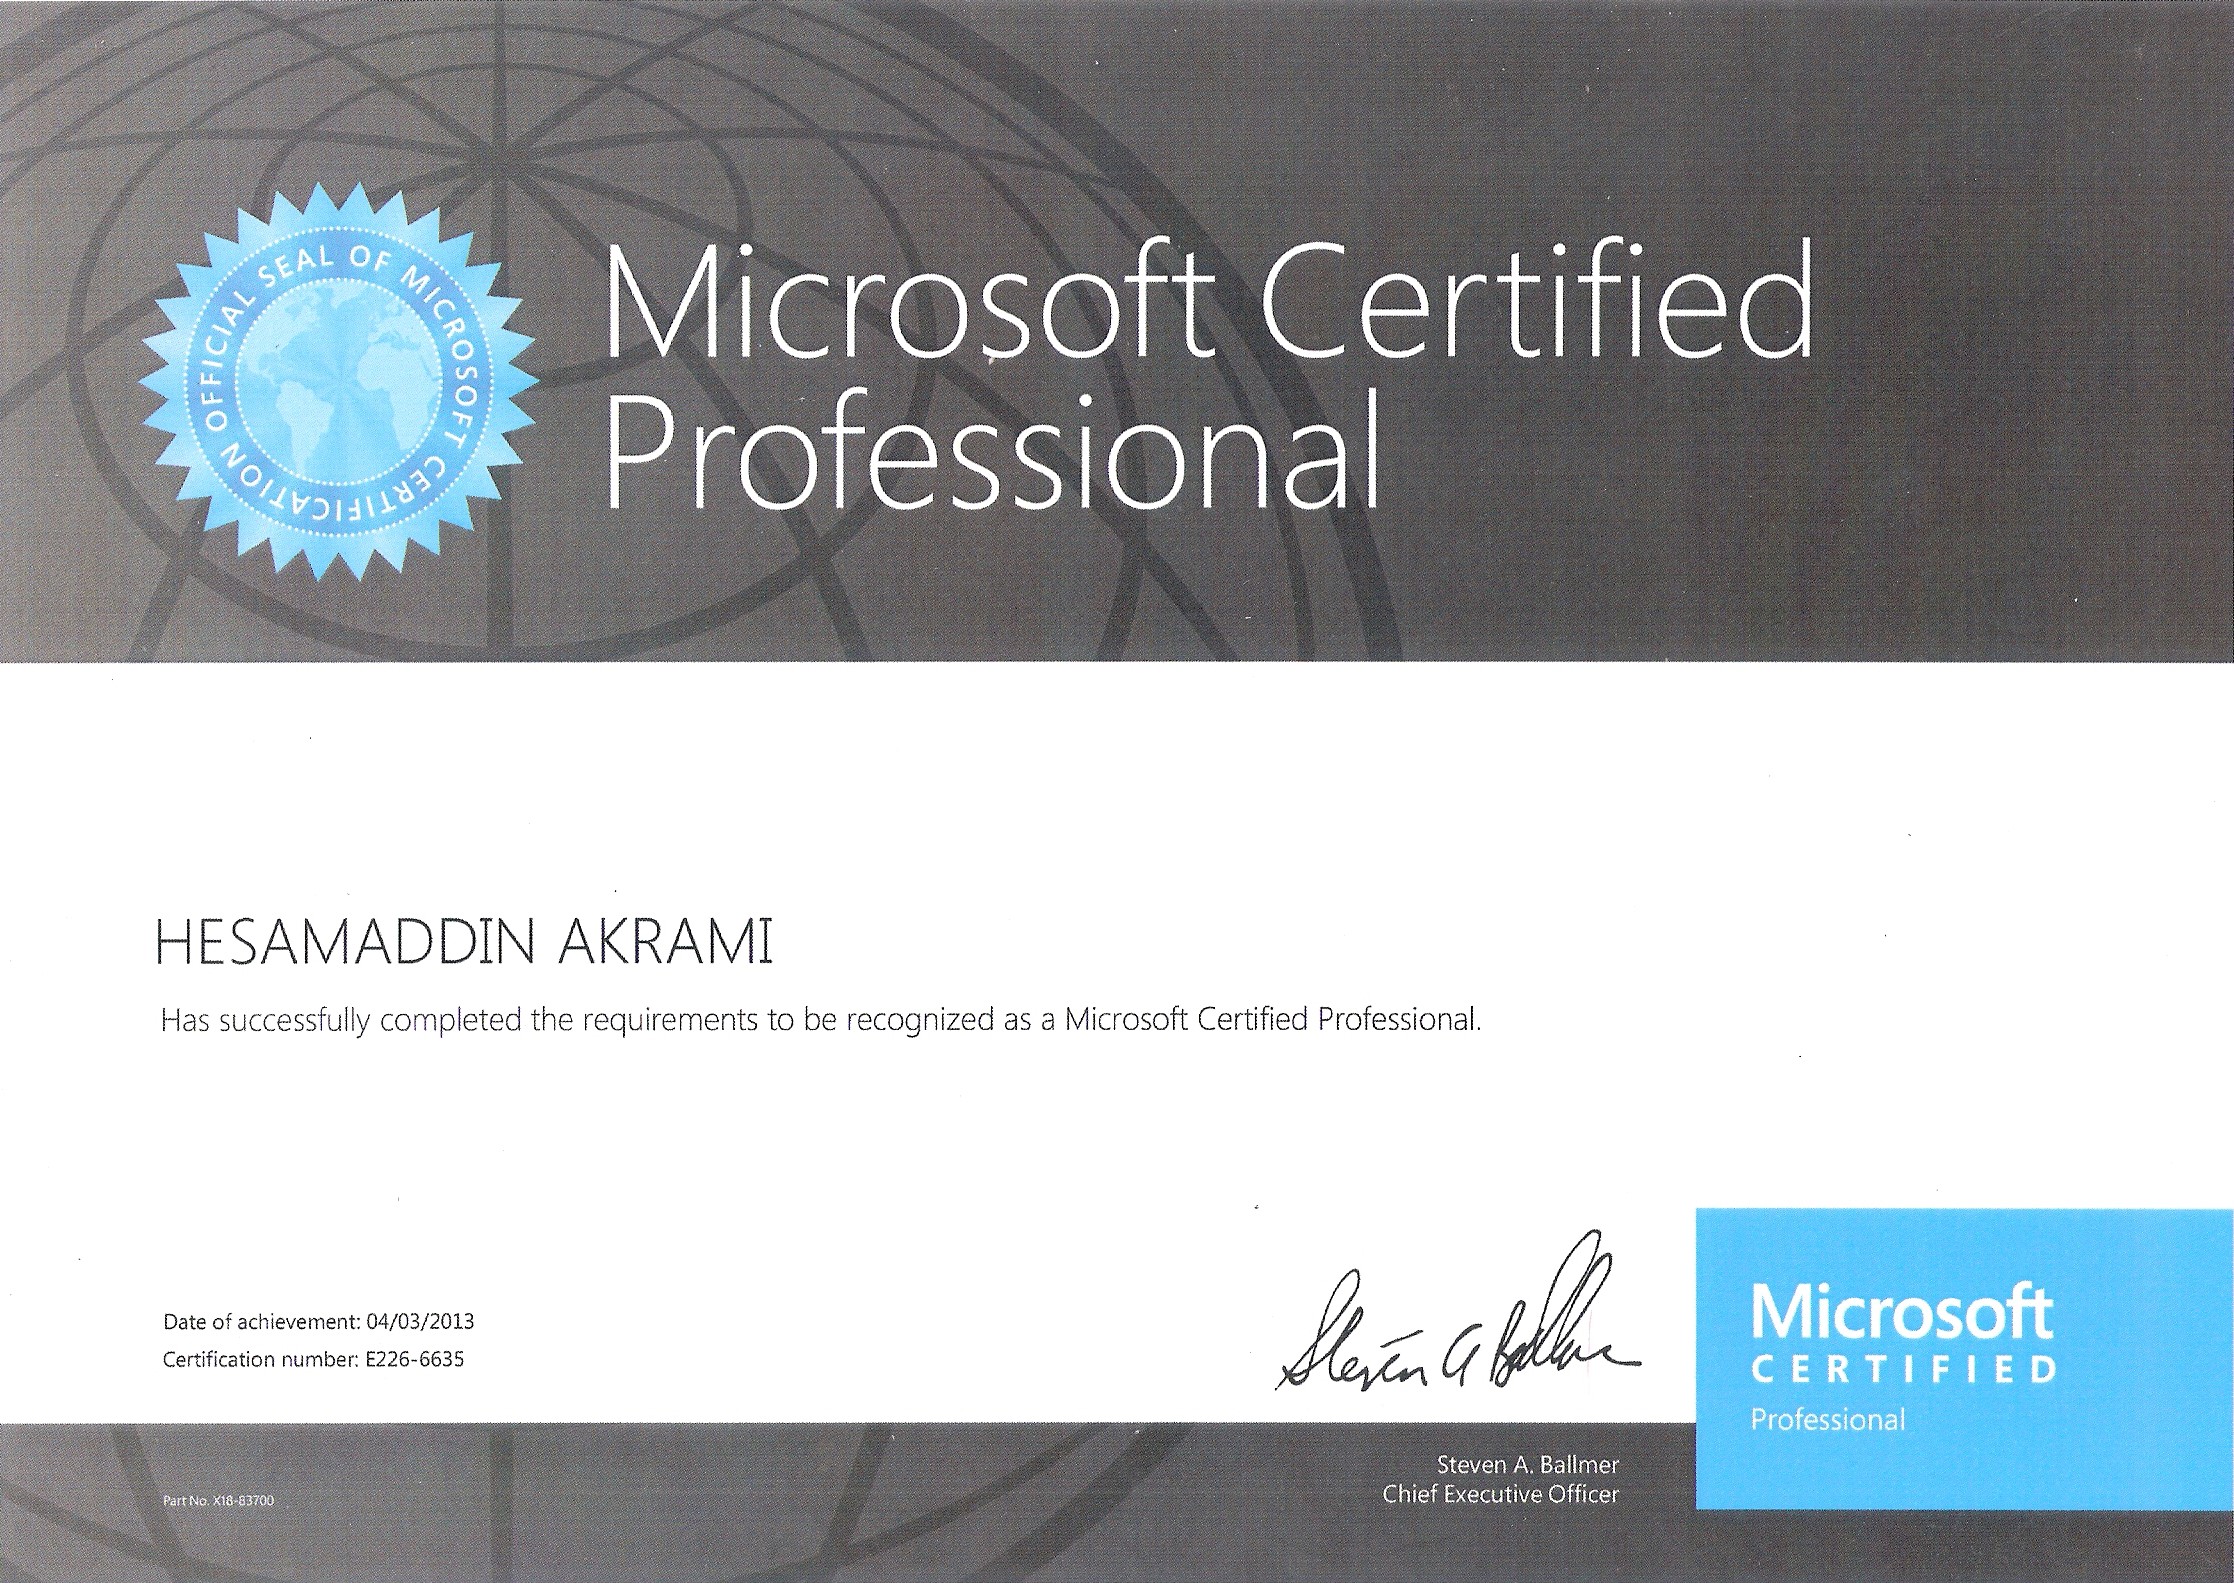 OFFICIAL SEAL OF MICROSOFT CERTIFICATION
Microsoft Certified
Professional
HESAMADDIN AKRAMI
Has successfully completed the requirements to be recognized as a Microsoft Certified Professional.
Date of achievement: 04/03/2013
Certification number: E226-6635
Steven A Ballmer
Microsoft
CERTIFIED
Professional
Steven A. Ballmer
Chief Executive Officer
Part No. X18-83700